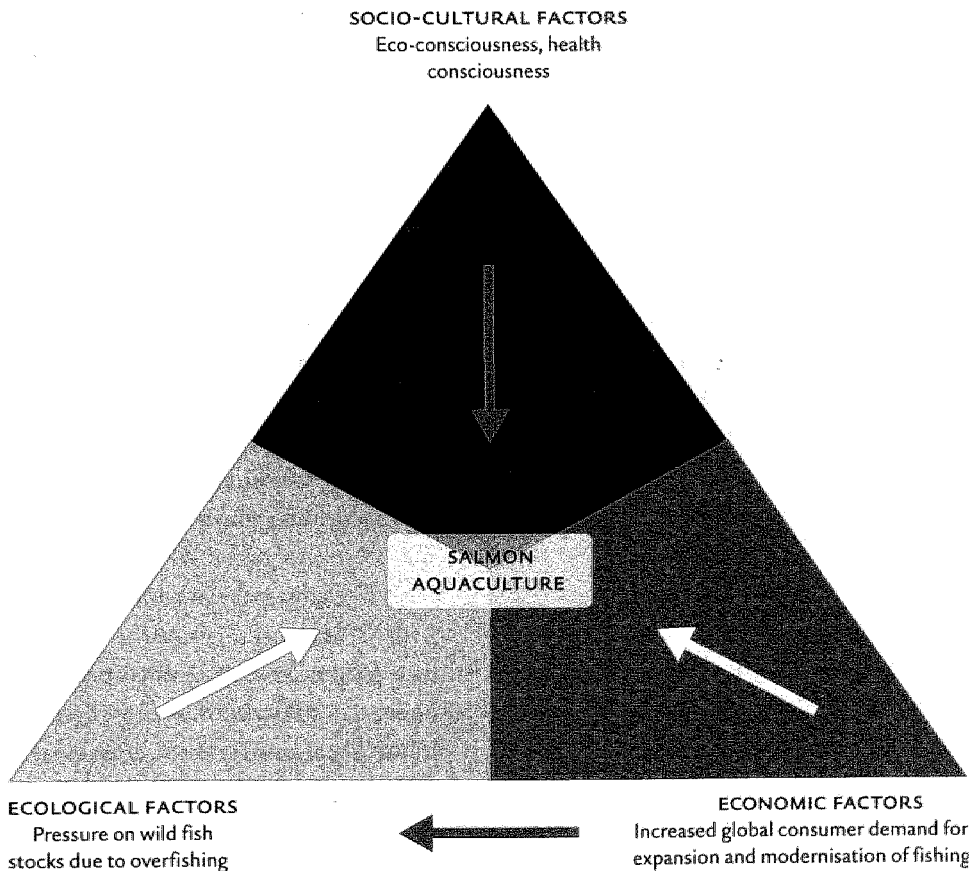 SOCIO-CULTURAL FACTORS
Eco-consciousness, health
consciousness
SALMON
AQUACULTURE
ECOLOGICAL FACTORS
Pressure on wild fish
stocks due to overfishing
ECONOMIC FACTORS
Increased global consumer demand for
expansion and modernisation of fishing